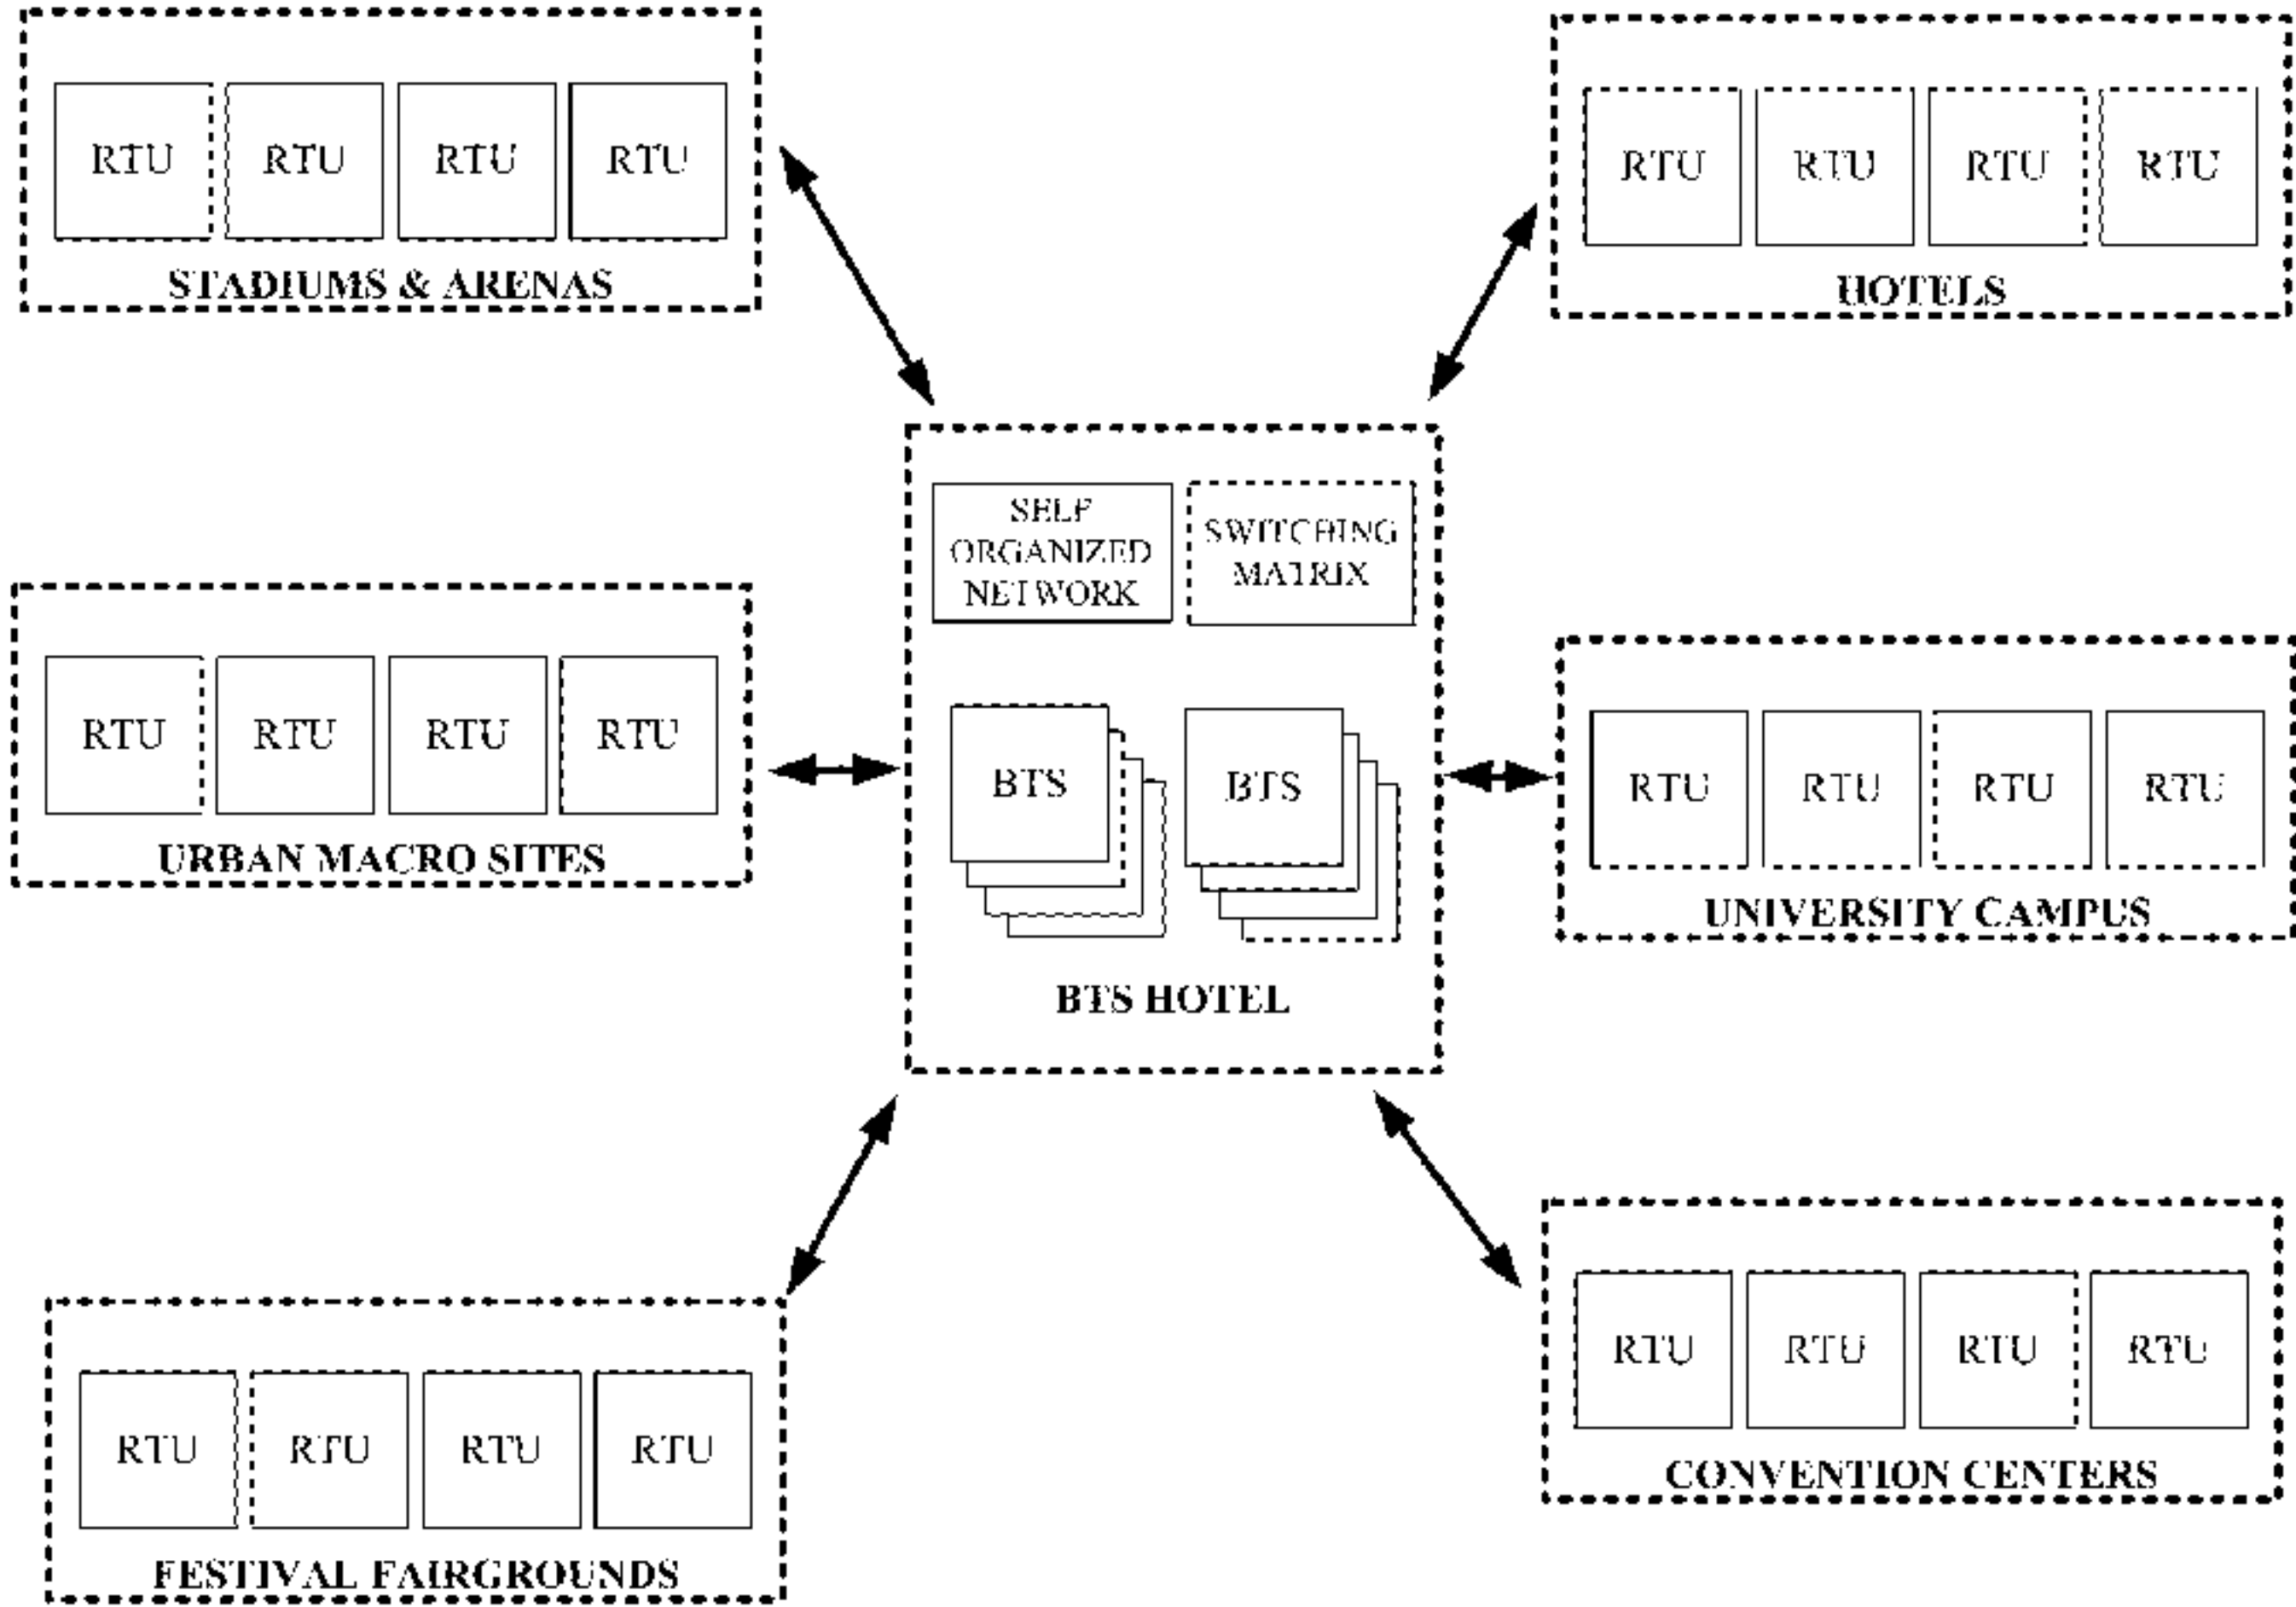 RTU RTU RTU RTU
STADIUMS & ARENAS
RTU RTU RTU RTU
HOTELS
SELF
ORGANIZED
NETWORK
SWITCHING
MATRIX
BTS BTS
BTS HOTEL
RTU RTU RTU RTU
URBAN MACRO SITES
RTU RTU RTU RTU
UNIVERSITY CAMPUS
RTU RTU RTU RTU
FESTIVAL FAIRGROUNDS
RTU RTU RTU RTU
CONVENTION CENTERS